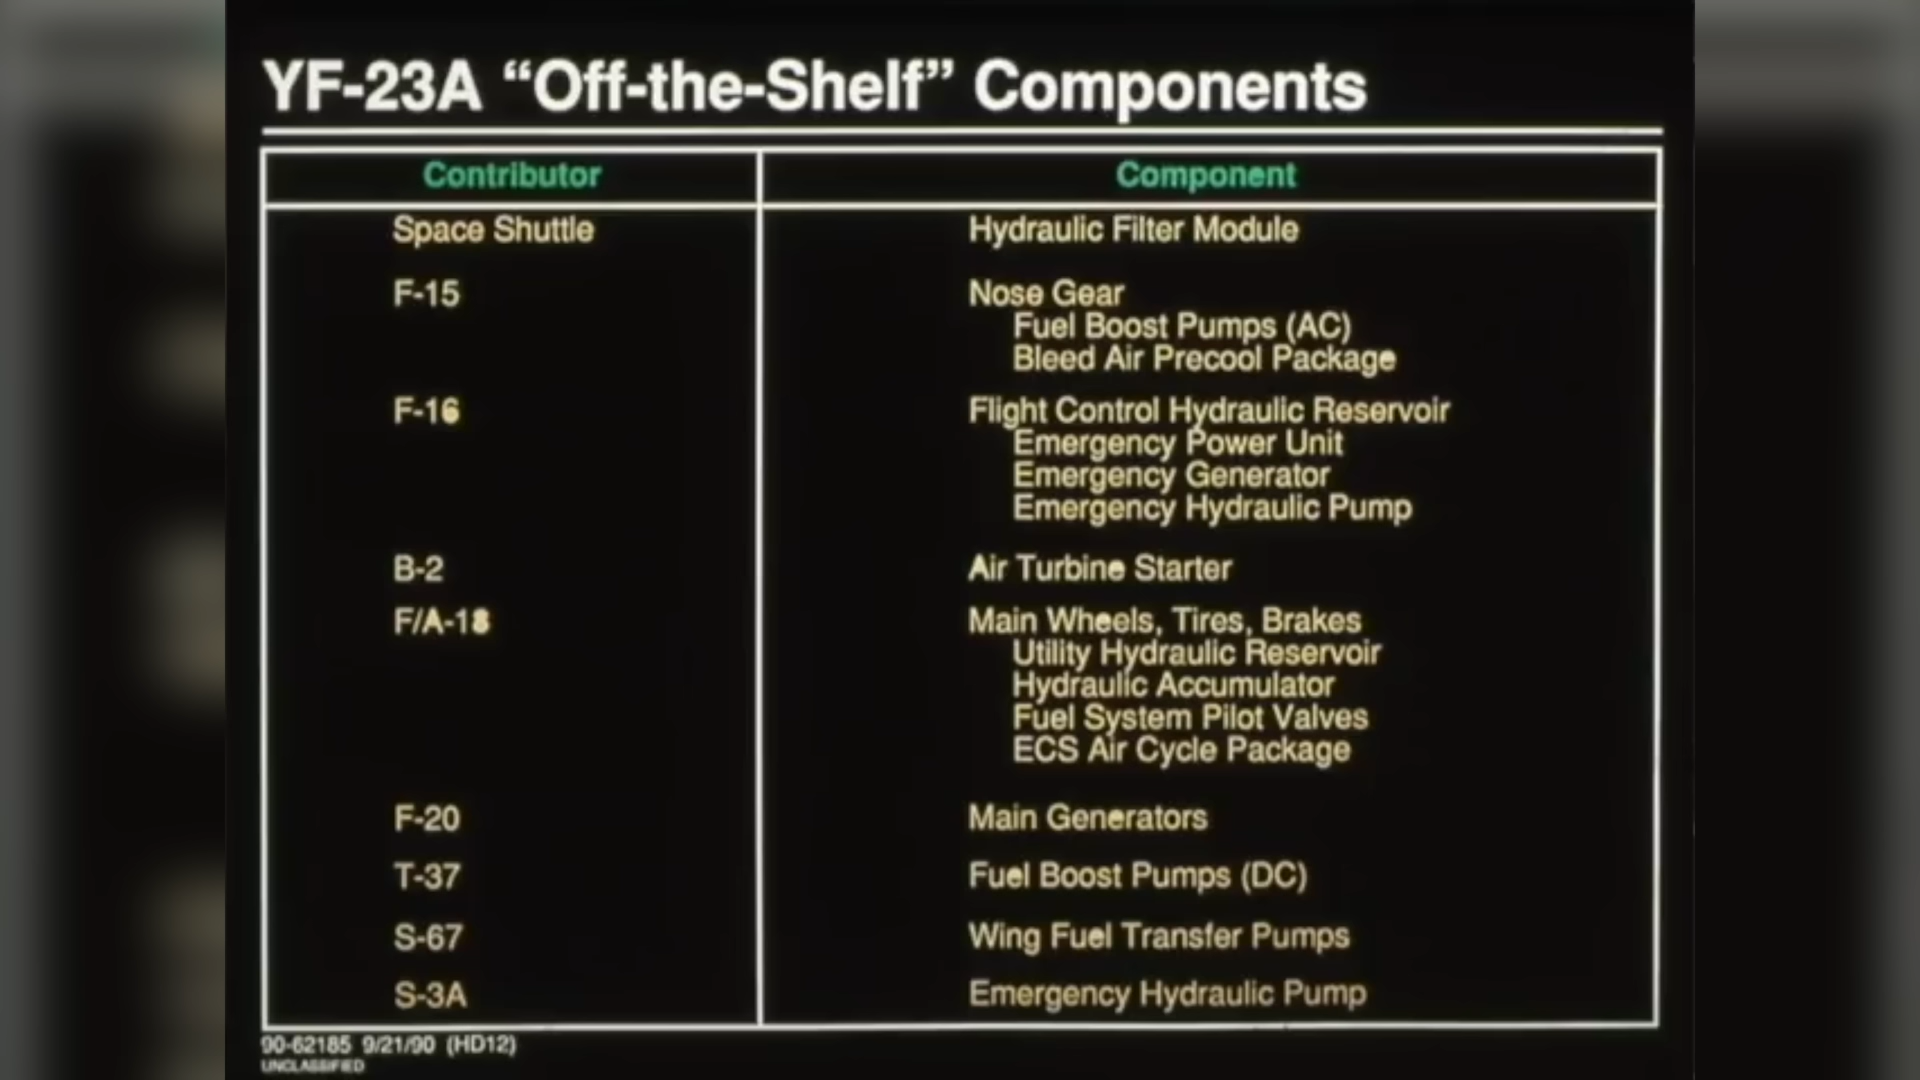 YF-23A “Off-the-Shelf” Components
Contributor Component
Space Shuttle Hydraulic Filter Module
F-15 Nose Gear
Fuel Boost Pumps (AC)
Bleed Air Precool Package
F-16 Flight Control Hydraulic Reservoir
Emergency Power Unit
Emergency Generator
Emergency Hydraulic Pump
B-2 Air Turbine Starter
F/A-18 Main Wheels, Tires, Brakes
Utility Hydraulic Reservoir
Hydraulic Accumulator
Fuel System Pilot Valves
ECS Air Cycle Package
F-20 Main Generators
T-37 Fuel Boost Pumps (DC)
S-67 Wing Fuel Transfer Pumps
S-3A Emergency Hydraulic Pump
90-62185 9/21/90 (HD12)
UNCLASSIFIED